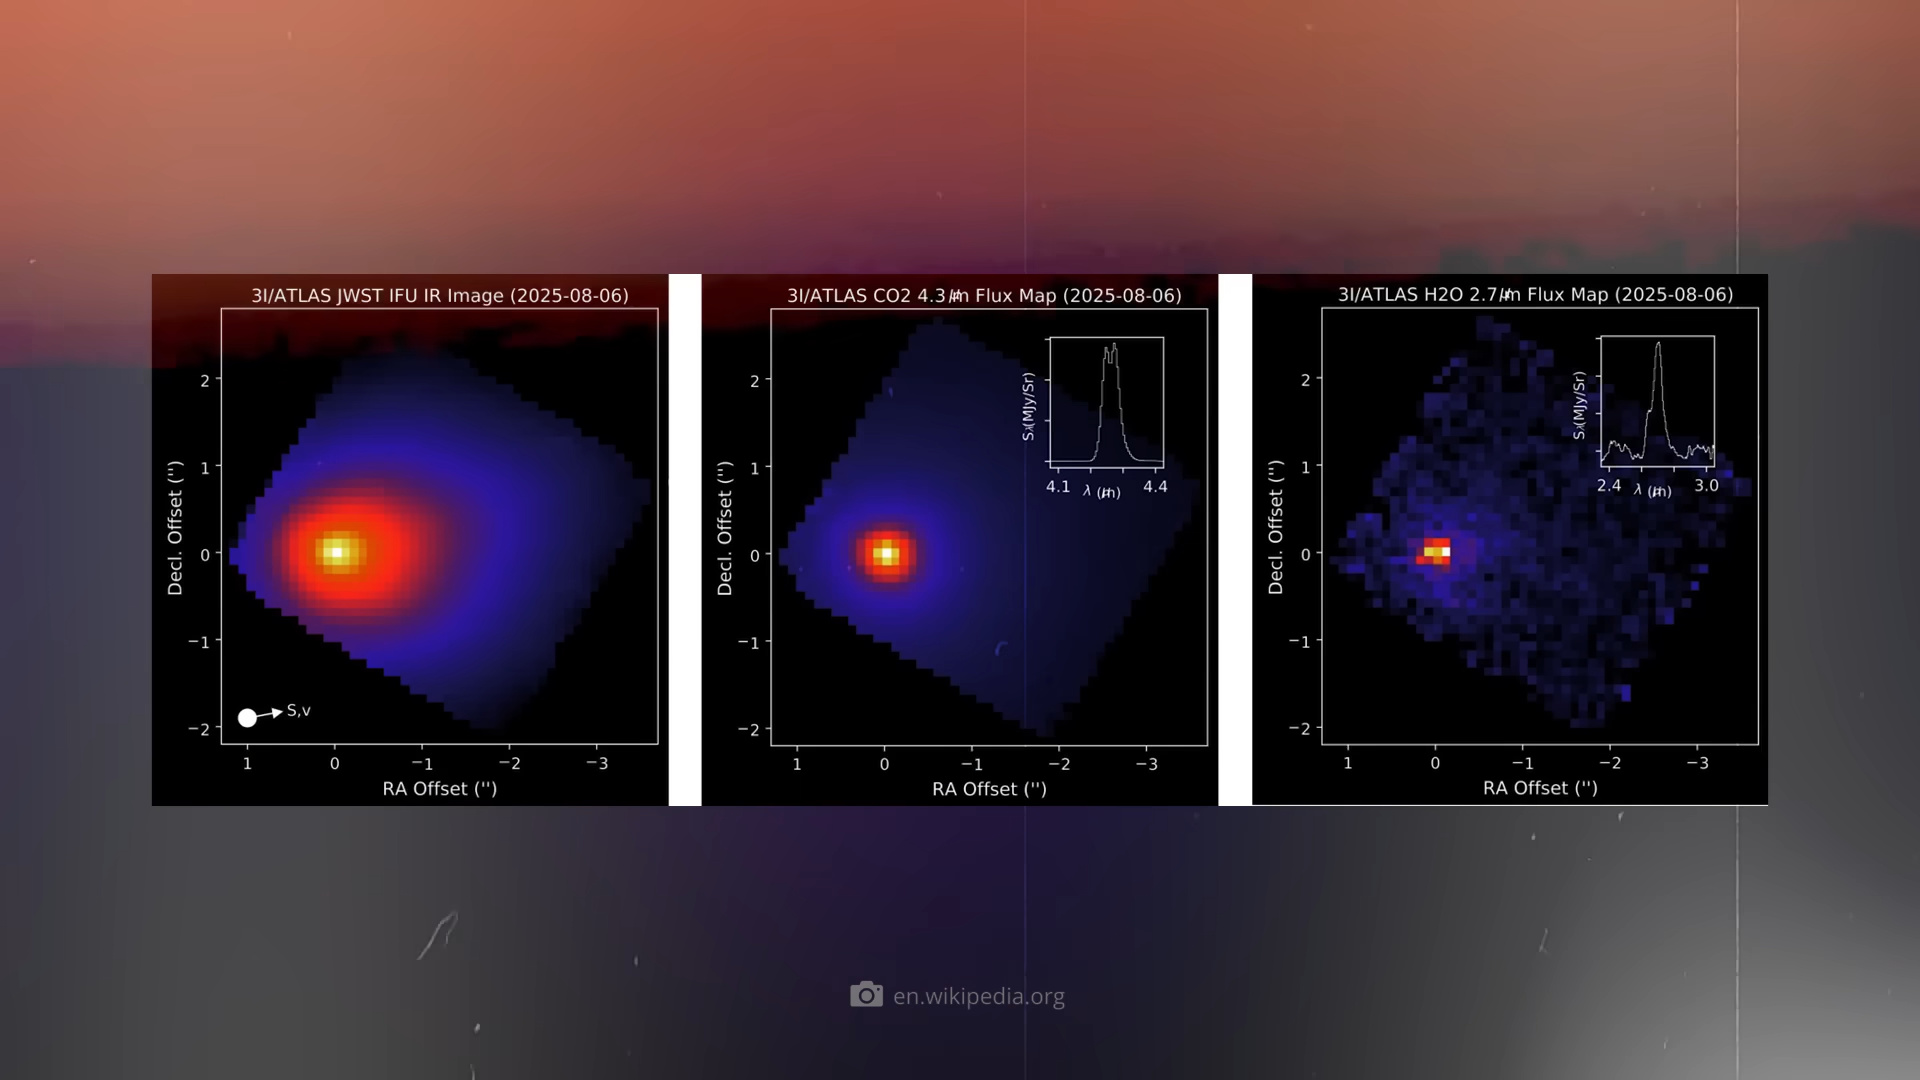 3I/ATLAS JWST IFU IR Image (2025-08-06)
Decl. Offset ('')
2
1
0
−1
−2
S,v
1 0 −1 −2 −3
RA Offset ('')
3I/ATLAS CO2 4.3 μm Flux Map (2025-08-06)
Decl. Offset ('')
2
1
0
−1
−2
Sλ(MJy/Sr)
4.1 4.4
λ (μm)
1 0 −1 −2 −3
RA Offset ('')
3I/ATLAS H2O 2.7 μm Flux Map (2025-08-06)
Decl. Offset ('')
2
1
0
−1
−2
Sλ(MJy/Sr)
2.4 3.0
λ (μm)
1 0 −1 −2 −3
RA Offset ('')
en.wikipedia.org